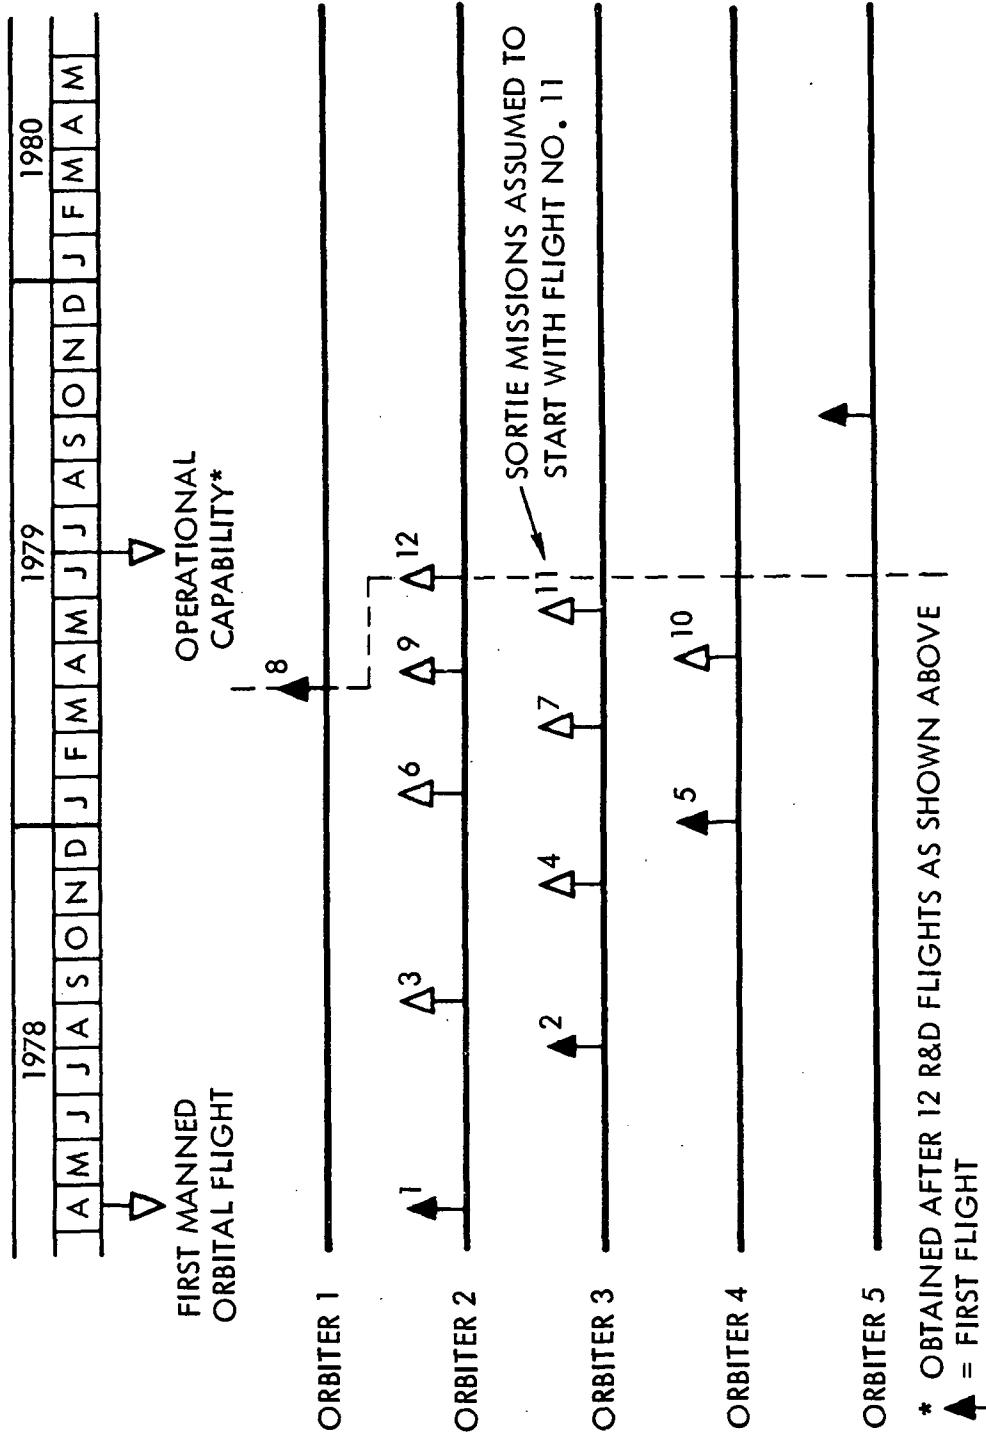 1978 1979 1980
A M J J A S O N D J F M A M J J A S O N D J F M A M
FIRST MANNED
ORBITAL FLIGHT
OPERATIONAL
CAPABILITY*
ORBITER 1
8
ORBITER 2
1 3 6 9 12
SORTIE MISSIONS ASSUMED TO
START WITH FLIGHT NO. 11
ORBITER 3
2 4 7 11
ORBITER 4
5 10
ORBITER 5
* OBTAINED AFTER 12 R&D FLIGHTS AS SHOWN ABOVE
= FIRST FLIGHT